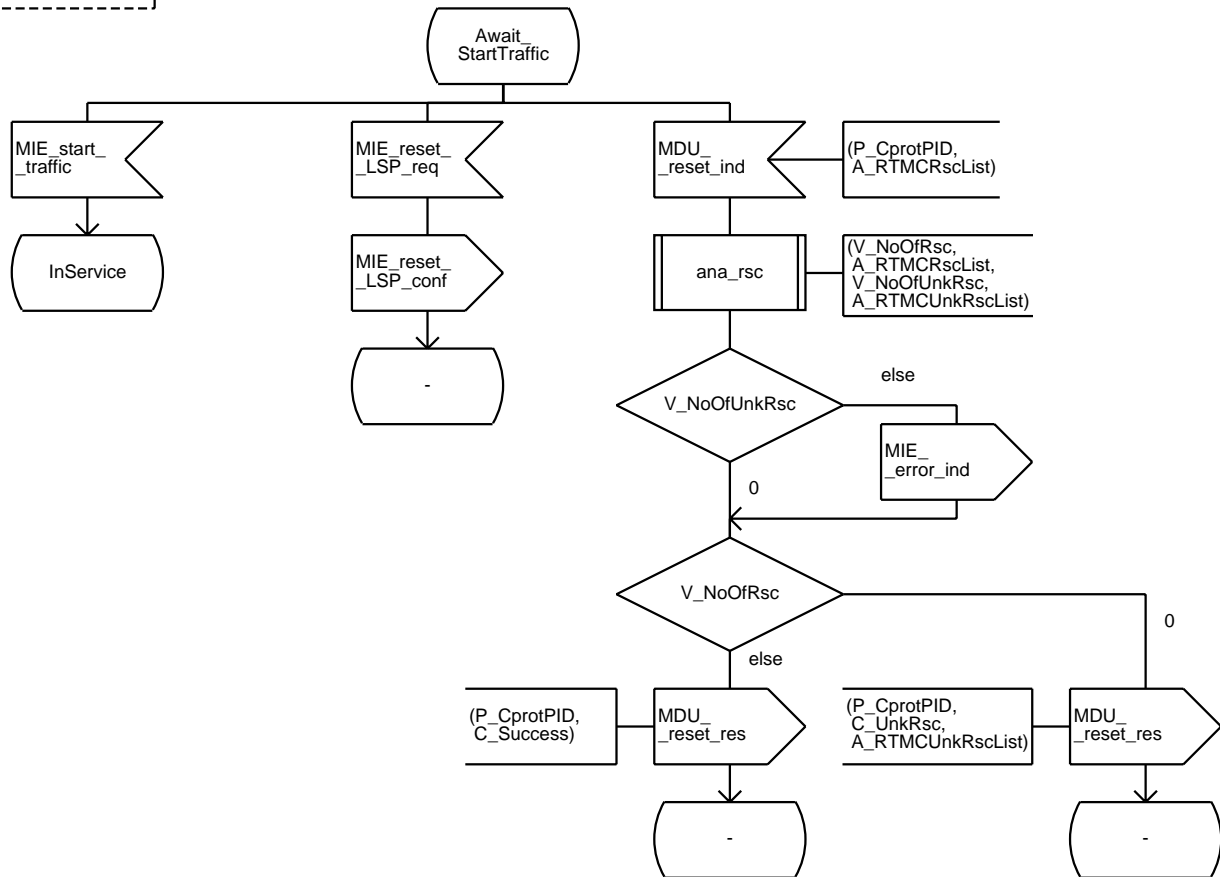 Await_
StartTraffic
MIE_start_
_traffic
MIE_reset_
_LSP_req
MDU_
_reset_ind
(P_CprotPID,
A_RTMCRscList)
InService
MIE_reset_
_LSP_conf
ana_rsc
(V_NoOfRsc,
A_RTMCRscList,
V_NoOfUnkRsc,
A_RTMCUnkRscList)
-
V_NoOfUnkRsc
else
MIE_
_error_ind
0
V_NoOfRsc
0
else
(P_CprotPID,
C_Success)
MDU_
_reset_res
(P_CprotPID,
C_UnkRsc,
A_RTMCUnkRscList)
MDU_
_reset_res
-
-